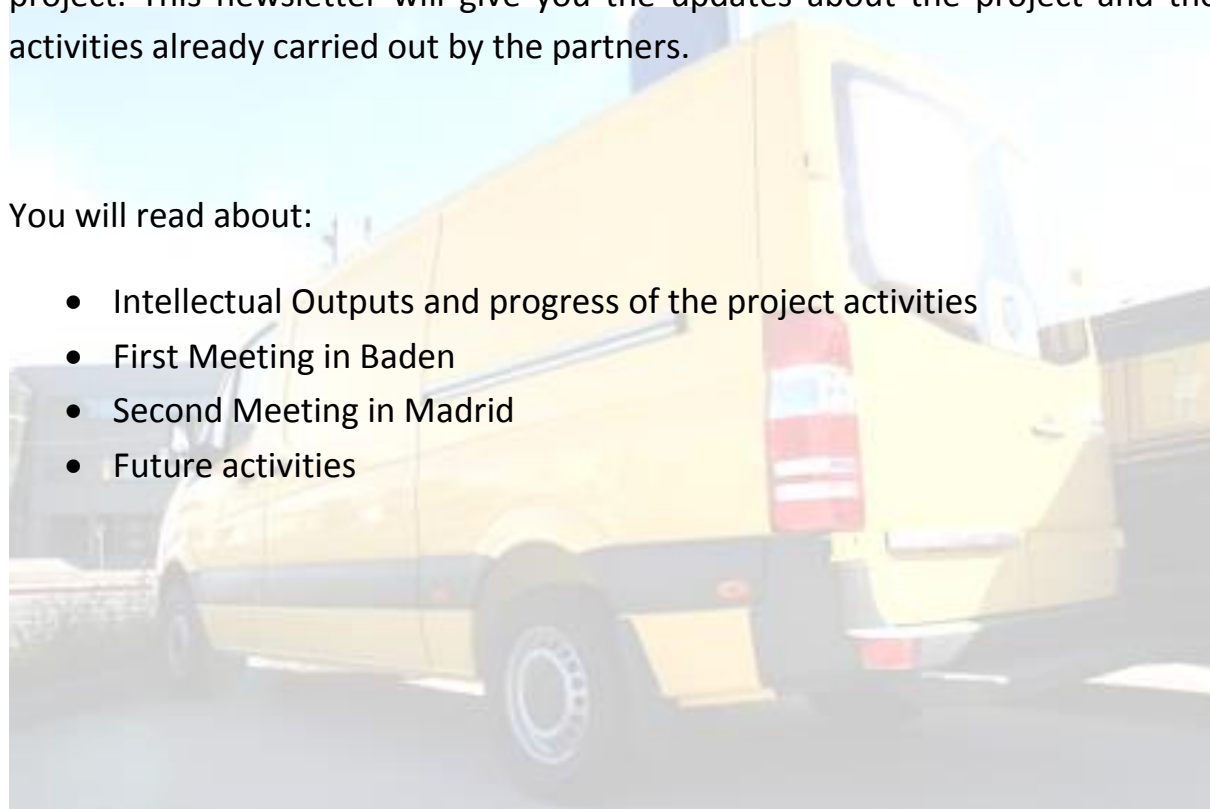 project. This newsletter will give you the updates about the project and the
activities already carried out by the partners.
You will read about:
• Intellectual Outputs and progress of the project activities
• First Meeting in Baden
• Second Meeting in Madrid
• Future activities